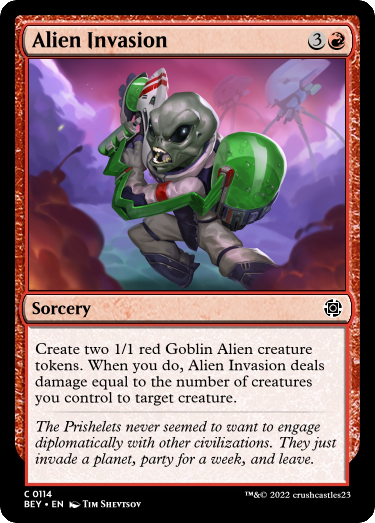 Alien Invasion 3
Sorcery
Create two 1/1 red Goblin Alien creature
tokens. When you do, Alien Invasion deals
damage equal to the number of creatures
you control to target creature.
The Prishelets never seemed to want to engage
diplomatically with other civilizations. They just
invade a planet, party for a week, and leave.
C 0114
BEY • EN Tim Shevtsov ™&© 2022 crushcastles23